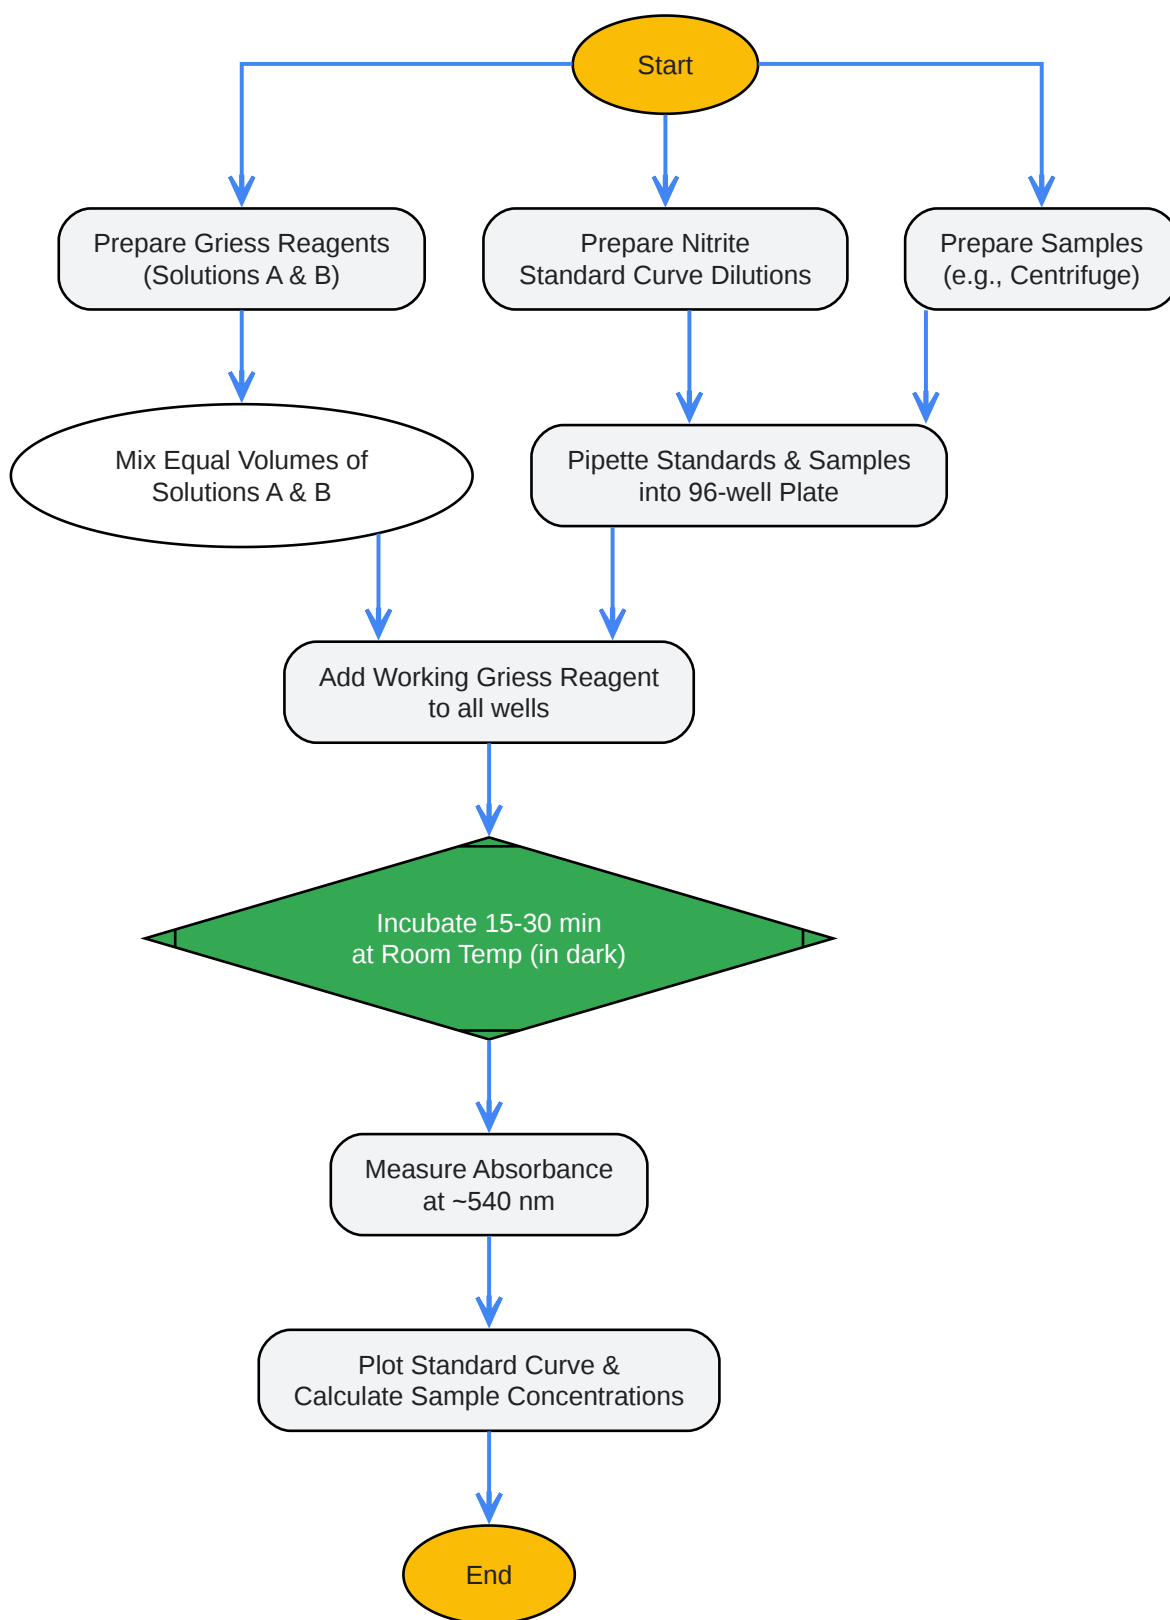 Start
Prepare Griess Reagents
(Solutions A & B)
Prepare Nitrite
Standard Curve Dilutions
Prepare Samples
(e.g., Centrifuge)
Mix Equal Volumes of
Solutions A & B
Pipette Standards & Samples
into 96-well Plate
Add Working Griess Reagent
to all wells
Incubate 15-30 min
at Room Temp (in dark)
Measure Absorbance
at ~540 nm
Plot Standard Curve &
Calculate Sample Concentrations
End